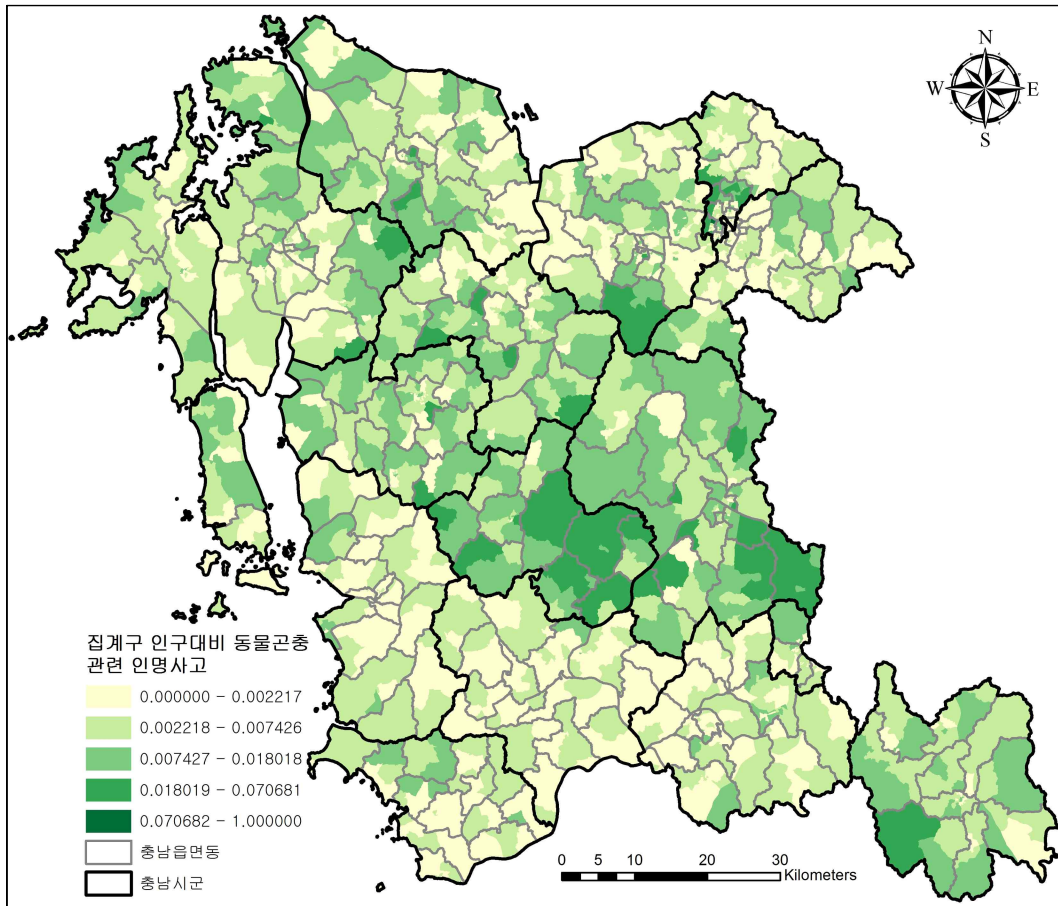 N
W E
S
집계구 인구대비 동물곤충
관련 인명사고
0.000000 - 0.002217
0.002218 - 0.007426
0.007427 - 0.018018
0.018019 - 0.070681
0.070682 - 1.000000
충남읍면동
충남시군
0 5 10 20 30
Kilometers